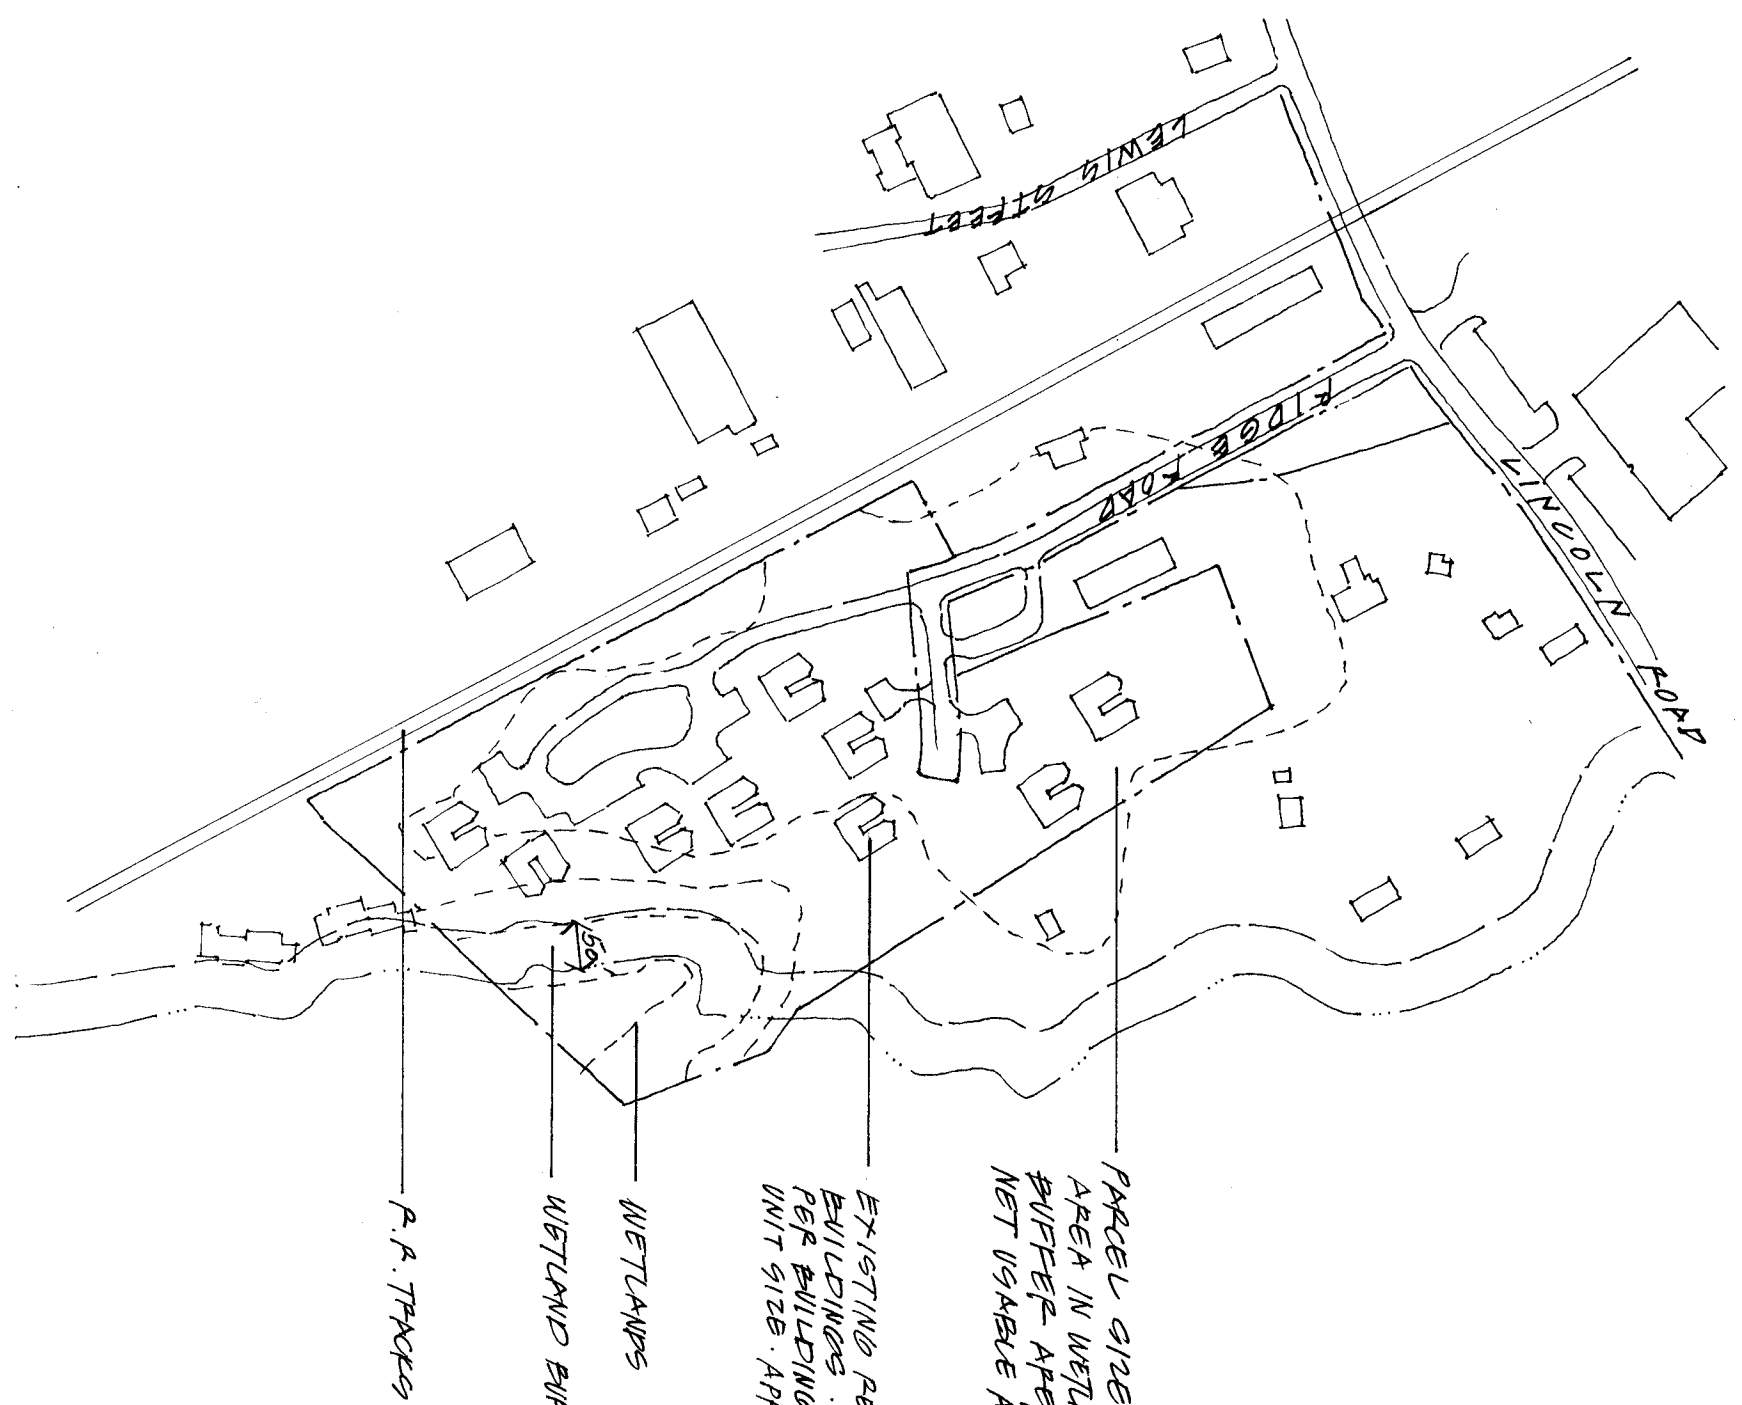 LEWIS STREET
RIDGE ROAD
LINCOLN ROAD
50'
PARCEL SIZE
AREA IN WETL
BUFFER ARE
NET USABLE A
EXISTING RE
BUILDINGS.
PER BUILDING
UNIT SIZE. APP
WETLANDS
WETLAND BUF
R.R. TRACKS